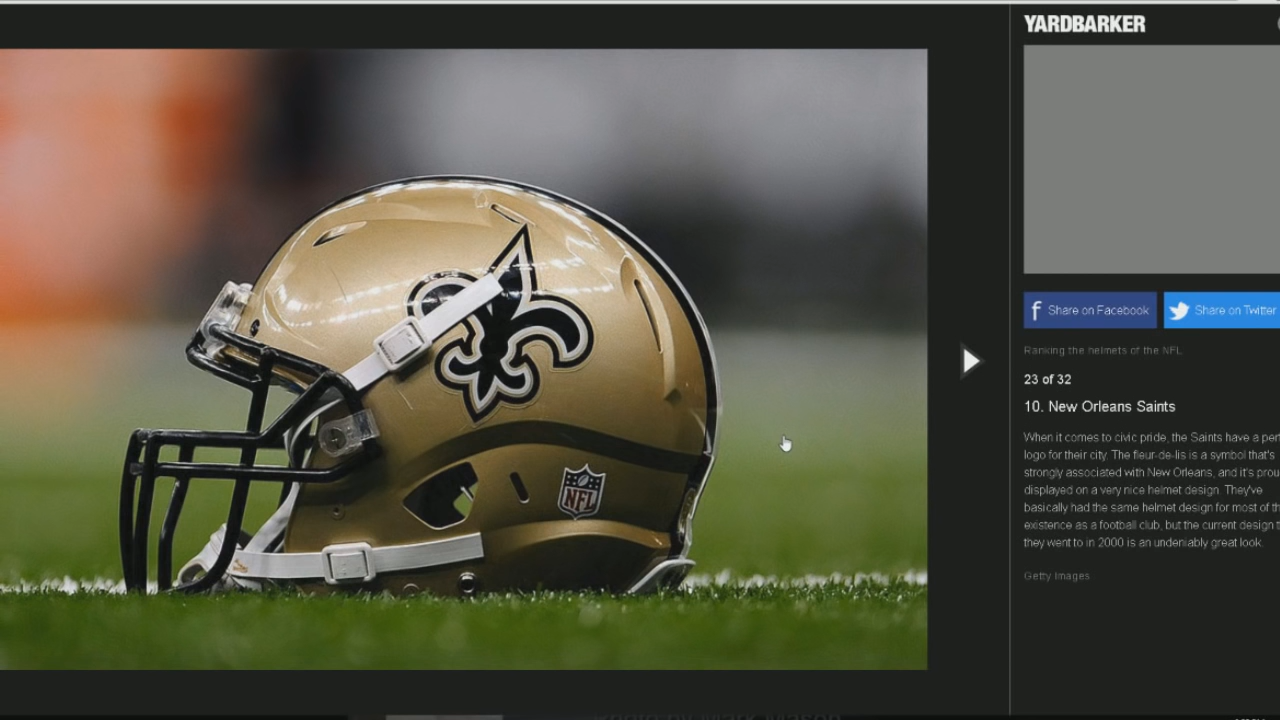 YARDBARKER
Share on Facebook
Share on Twitter
Ranking the helmets of the NFL
23 of 32
10. New Orleans Saints
When it comes to civic pride, the Saints have a
logo for their city. The fleur-de-lis is a symbol that's
strongly associated with New Orleans, and it's
displayed on a very nice helmet design. They've
basically had the same helmet design for most of
existence as a football club, but the current design
they went to in 2000 is an undeniably great look.
Getty Images
NFL